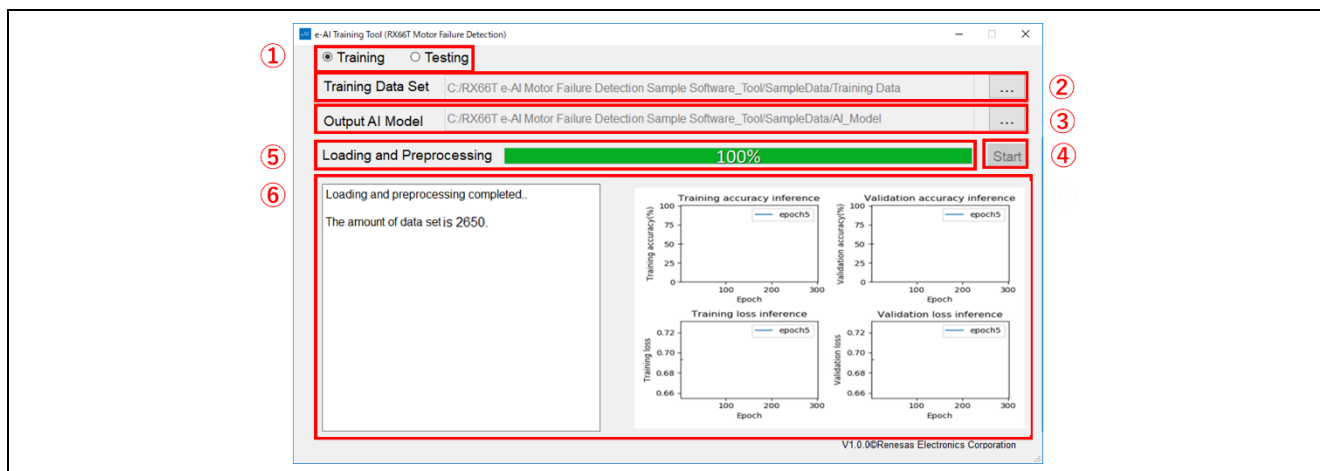 e-AI Training Tool (RX66T Motor Failure Detection)
① Training Testing
Training Data Set C:/RX66T e-AI Motor Failure Detection Sample Software_Tool/SampleData/Training Data ... ②
Output AI Model C:/RX66T e-AI Motor Failure Detection Sample Software_Tool/SampleData/AI_Model ... ③
⑤ Loading and Preprocessing 100% Start ④
⑥
Loading and preprocessing completed..
The amount of data set is 2650.
Training accuracy inference
Training accuracy(%)
100
75
50
25
0
epoch5
100 200 300
Epoch
Validation accuracy inference
Validation accuracy(%)
100
75
50
25
0
epoch5
100 200 300
Epoch
Training loss inference
Training loss
0.72
0.70
0.68
0.66
epoch5
100 200 300
Epoch
Validation loss inference
Validation loss
0.72
0.70
0.68
0.66
epoch5
100 200 300
Epoch
V1.0.0©Renesas Electronics Corporation